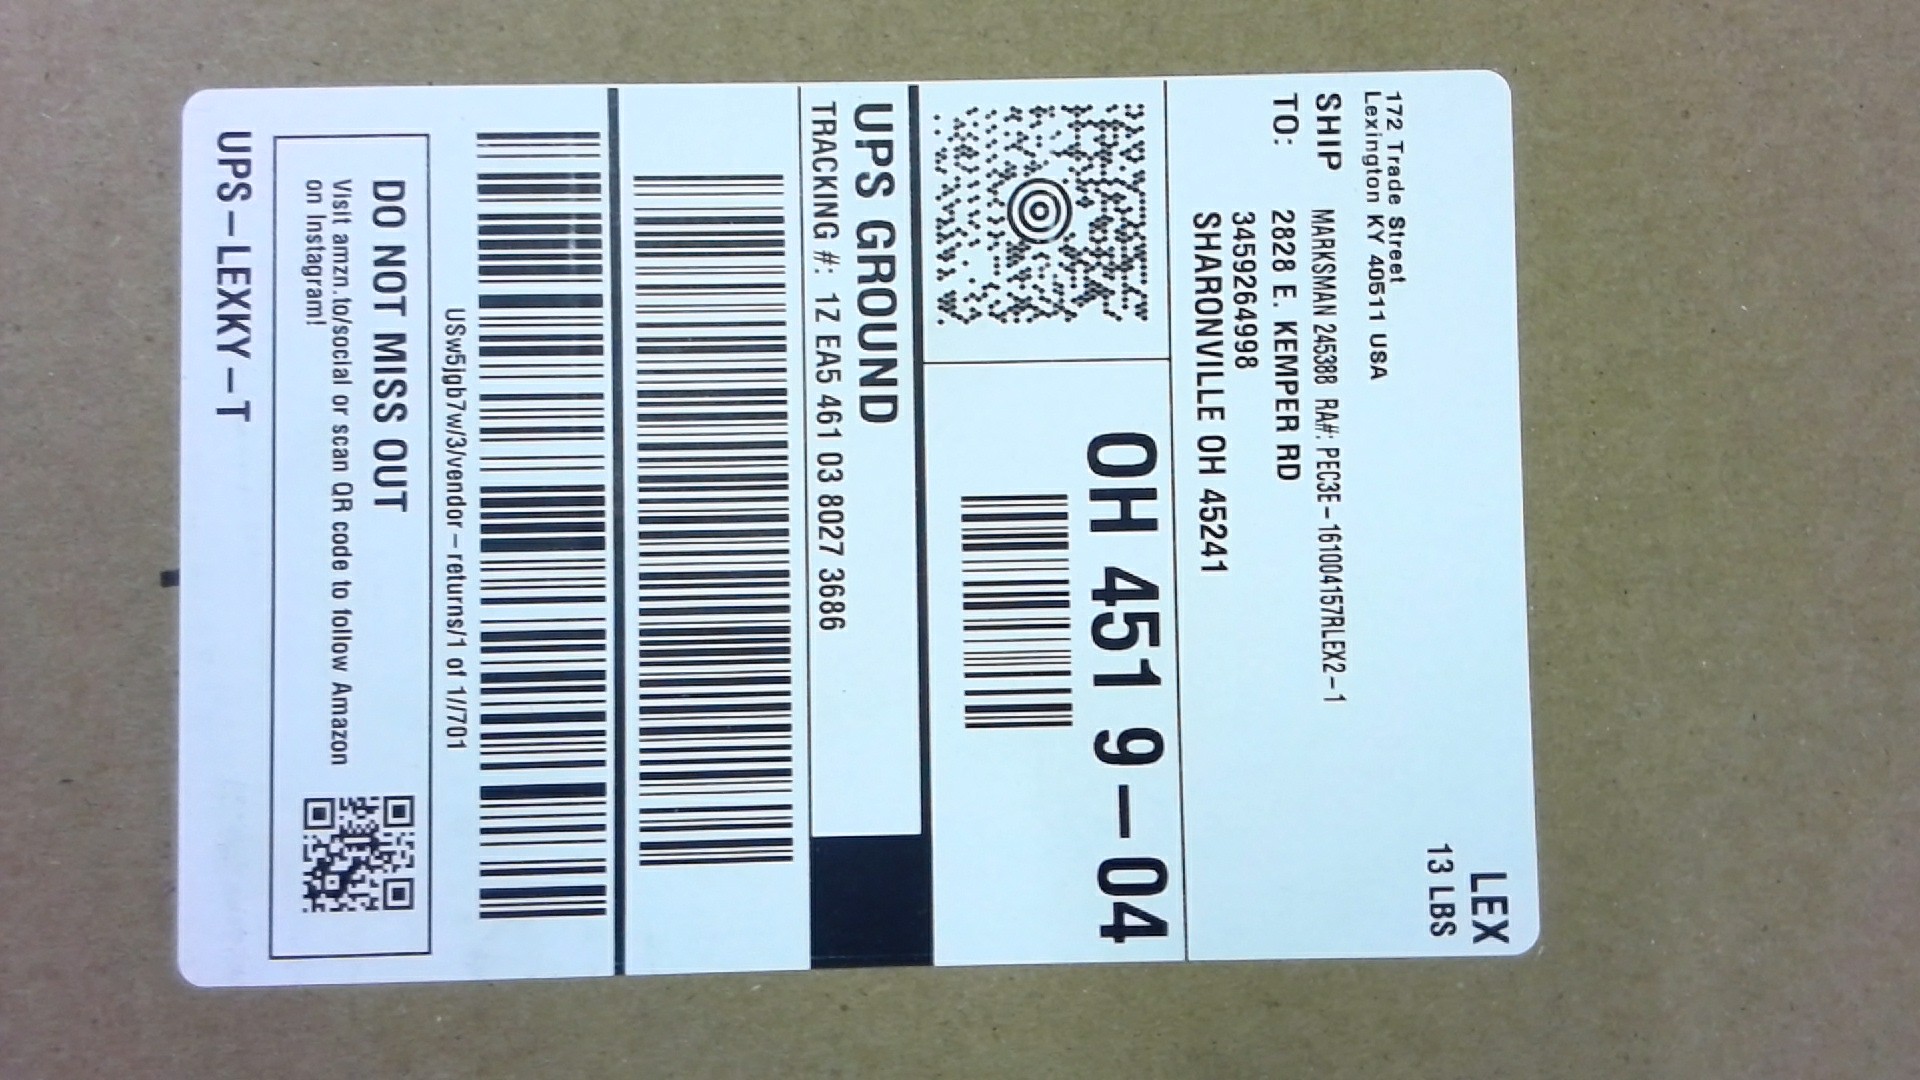 LEX
13 LBS
172 Trade Street
Lexington KY 40511 USA
SHIP MARKSMAN 245388 RA#: PEC3E-161004157RLEX2-1
TO: 2828 E. KEMPER RD
3459264998
SHARONVILLE OH 45241
OH 451 9-04
UPS GROUND
TRACKING #: 1Z EA5 461 03 8027 3686
USw5jgb7w/3/vendor-returns/1 of 1//701
DO NOT MISS OUT
Visit amzn.to/social or scan QR code to follow Amazon
on Instagram!
UPS-LEXKY-T